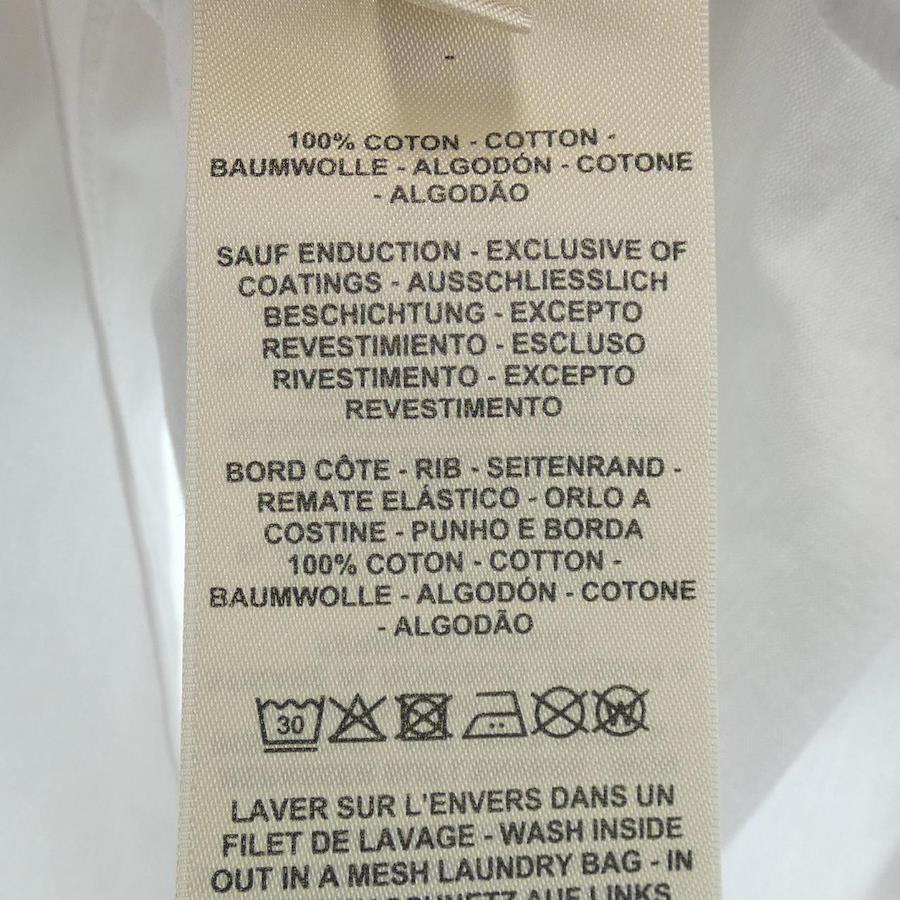 100% COTON - COTTON -
BAUMWOLLE - ALGODÓN - COTONE
- ALGODÃO
SAUF ENDUCTION - EXCLUSIVE OF
COATINGS - AUSSCHLIESSLICH
BESCHICHTUNG - EXCEPTO
REVESTIMIENTO - ESCLUSO
RIVESTIMENTO - EXCEPTO
REVESTIMENTO
BORD CÔTE - RIB - SEITENRAND -
REMATE ELÁSTICO - ORLO A
COSTINE - PUNHO E BORDA
100% COTON - COTTON -
BAUMWOLLE - ALGODÓN - COTONE
- ALGODÃO
30 W
LAVER SUR L'ENVERS DANS UN
FILET DE LAVAGE - WASH INSIDE
OUT IN A MESH LAUNDRY BAG - IN
AUF LINKS